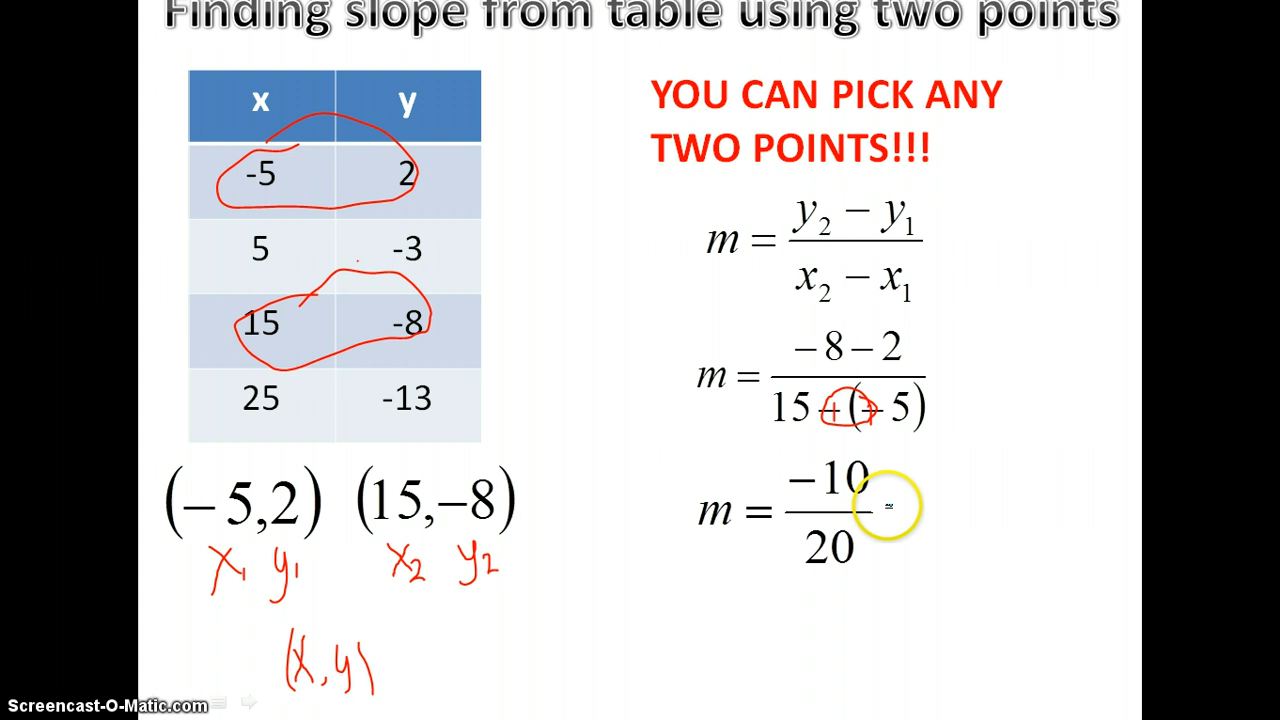 Finding slope from table using two points
x y
-5 2
5 -3
15 -8
25 -13
(−5,2) (15,−8)
x1 y1 x2 y2
(x,y)
YOU CAN PICK ANY
TWO POINTS!!!
m = y2 − y1
x2 − x1
m = −8−2
15−(−5)
m = −10
20
Screencast-O-Matic.com